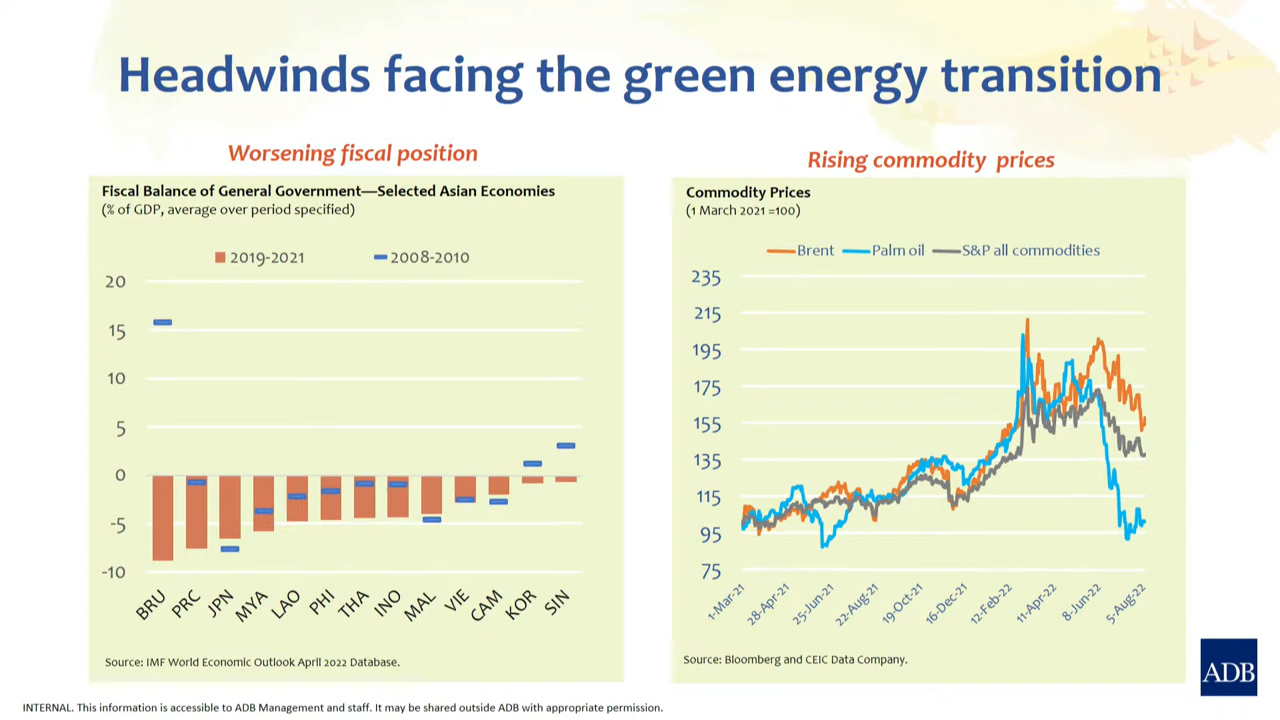 Headwinds facing the green energy transition
Worsening fiscal position
Fiscal Balance of General Government—Selected Asian Economies
(% of GDP, average over period specified)
2019-2021
2008-2010
20
15
10
5
0
-5
-10
BRU
PRC
JPN
MYA
LAO
PHI
THA
INO
MAL
VIE
CAM
KOR
SIN
Source: IMF World Economic Outlook April 2022 Database.
Rising commodity prices
Commodity Prices
(1 March 2021 =100)
Brent
Palm oil
S&P all commodities
235
215
195
175
155
135
115
95
75
1-Mar-21
28-Apr-21
25-Jun-21
22-Aug-21
19-Oct-21
16-Dec-21
12-Feb-22
11-Apr-22
8-Jun-22
5-Aug-22
Source: Bloomberg and CEIC Data Company.
ADB
INTERNAL. This information is accessible to ADB Management and staff. It may be shared outside ADB with appropriate permission.